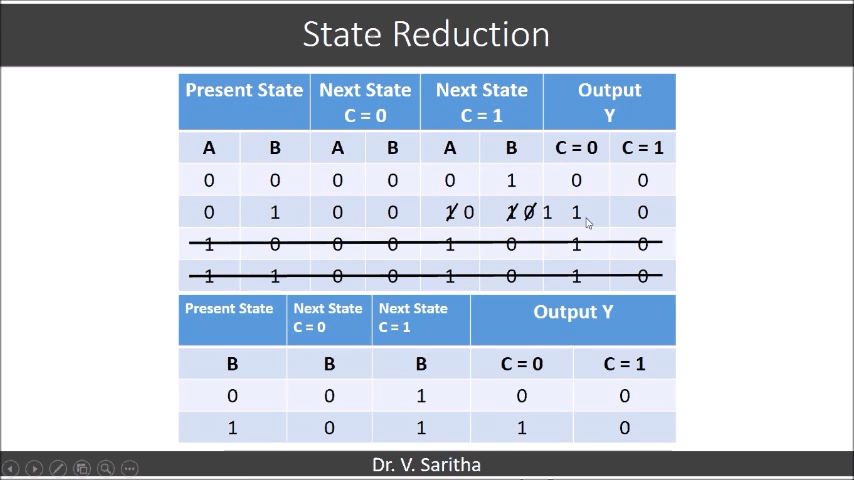 State Reduction
Present State Next State C = 0 Next State C = 1 Output Y
A B A B A B C = 0 C = 1
0 0 0 0 0 1 0 0
0 1 0 0 1 0 1 0 1 1 0
1 0 0 0 1 0 1 0
1 1 0 0 1 0 1 0
Present State Next State C = 0 Next State C = 1 Output Y
B B B C = 0 C = 1
0 0 1 0 0
1 0 1 1 0
Dr. V. Saritha